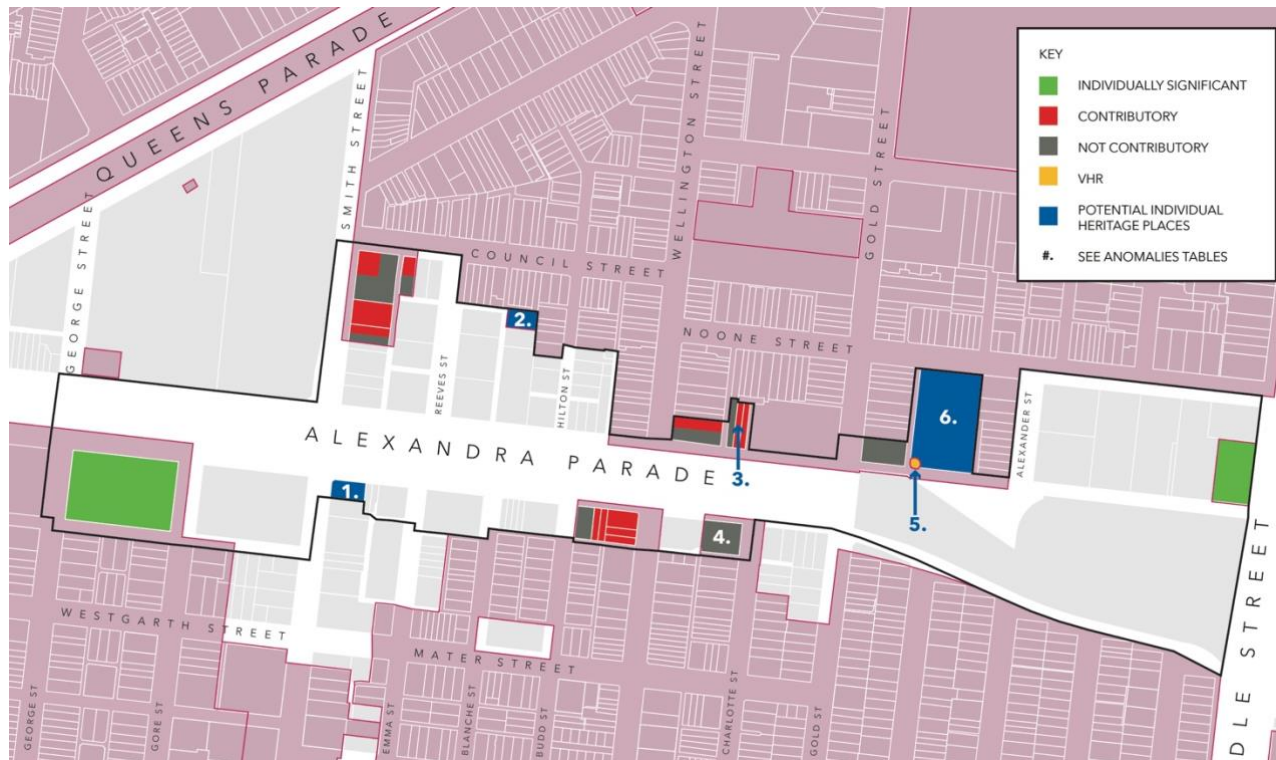 KEY
INDIVIDUALLY SIGNIFICANT
CONTRIBUTORY
NOT CONTRIBUTORY
VHR
POTENTIAL INDIVIDUAL
HERITAGE PLACES
#. SEE ANOMALIES TABLES
QUEENS PARADE
SMITH STREET
WELLINGTON STREET
GOLD STREET
GEORGE STREET
COUNCIL STREET
NOONE STREET
REEVES ST
HILTON ST
ALEXANDER ST
ALEXANDRA PARADE
1.
2.
3.
4.
5.
6.
WESTGARTH STREET
MATER STREET
GEORGE ST
GORE ST
EMMA ST
BLANCHE ST
BUDD ST
CHARLOTTE ST
GOLD ST
DLE STREET